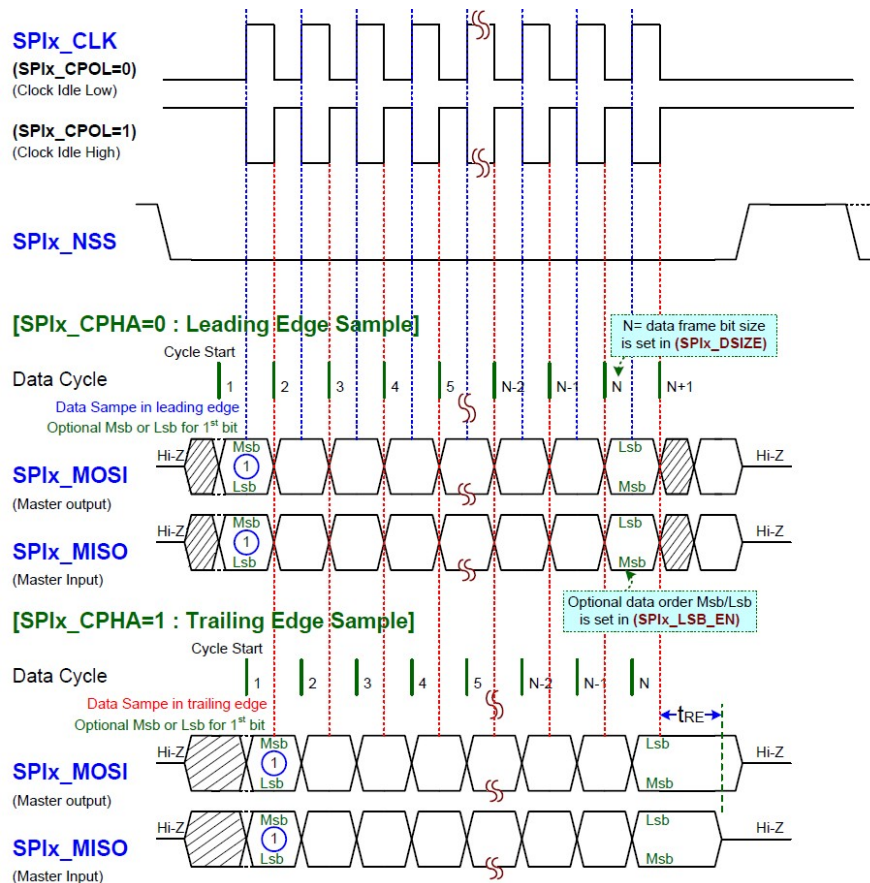 SPIx_CLK
(SPIx_CPOL=0)
(Clock Idle Low)
(SPIx_CPOL=1)
(Clock Idle High)
SPIx_NSS
[SPIx_CPHA=0 : Leading Edge Sample]
N= data frame bit size
is set in (SPIx_DSIZE)
Cycle Start
Data Cycle 1 2 3 4 5 N-2 N-1 N N+1
Data Sampe in leading edge
Optional Msb or Lsb for 1st bit
Msb Lsb
Hi-Z 1 Hi-Z
SPIx_MOSI
Lsb Msb
(Master output)
Msb Lsb
Hi-Z 1 Hi-Z
SPIx_MISO
Lsb Msb
(Master Input)
Optional data order Msb/Lsb
is set in (SPIx_LSB_EN)
[SPIx_CPHA=1 : Trailing Edge Sample]
Cycle Start
Data Cycle 1 2 3 4 5 N-2 N-1 N
Data Sampe in trailing edge
tRE
Optional Msb or Lsb for 1st bit
Msb Lsb
Hi-Z 1 Hi-Z
SPIx_MOSI
Lsb Msb
(Master output)
Msb Lsb
Hi-Z 1 Hi-Z
SPIx_MISO
Lsb Msb
(Master Input)